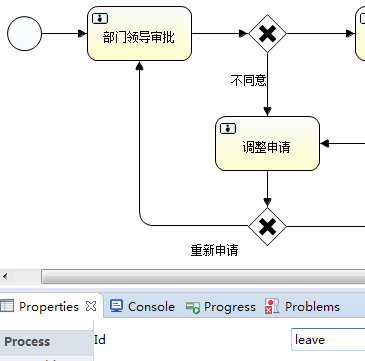 部门领导审批
不同意
调整申请
重新申请
Properties
Console
Progress
Problems
Process
Id
leave